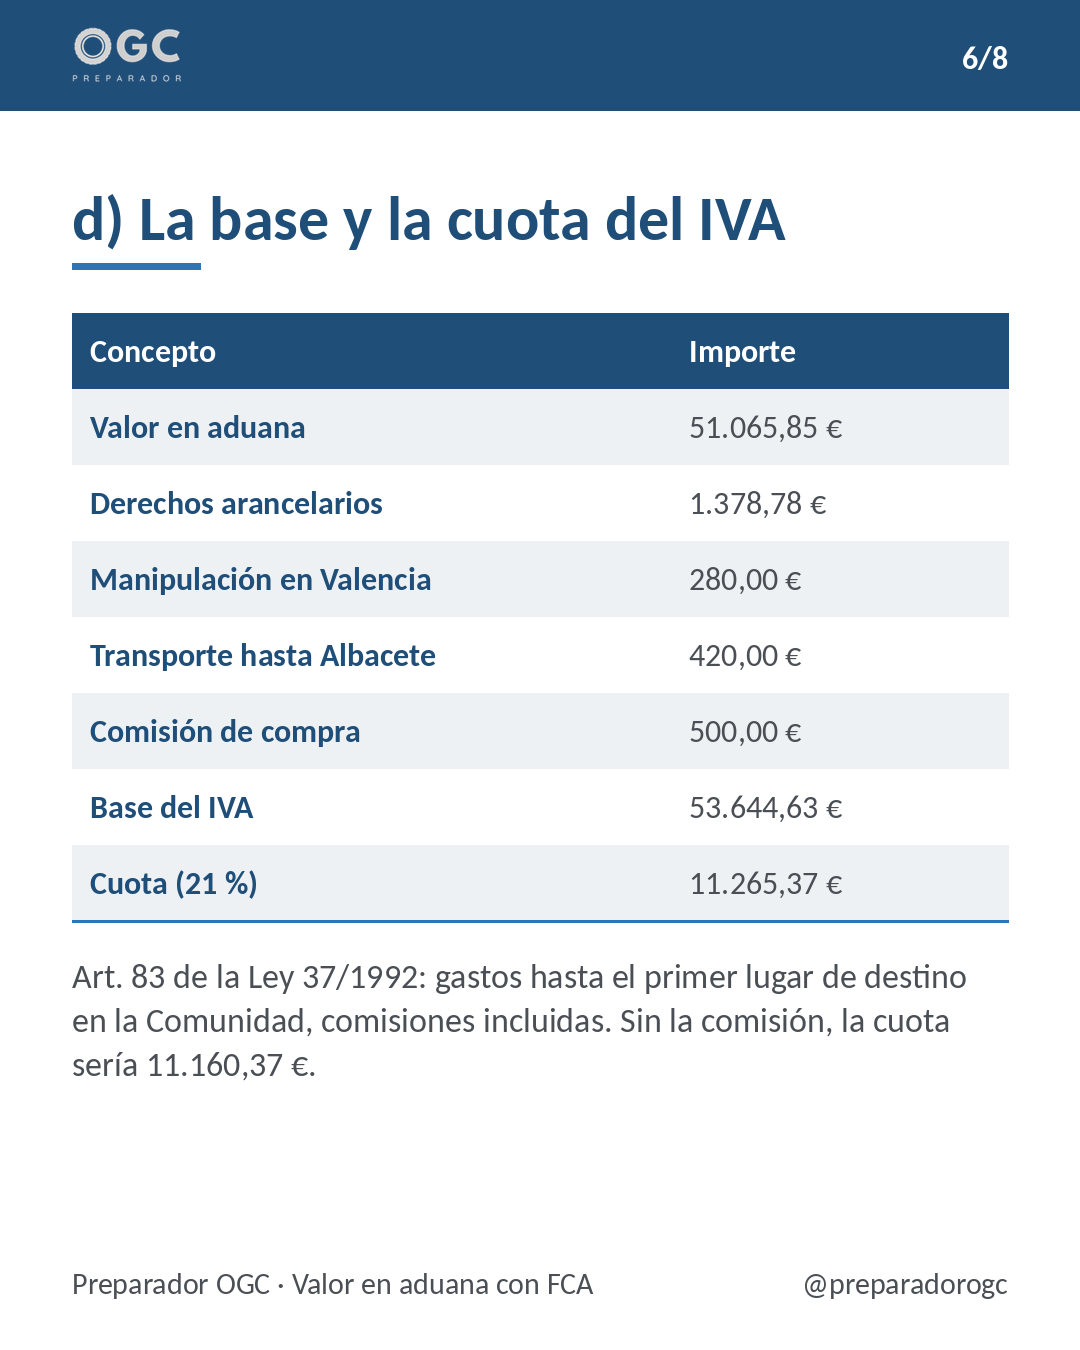 OGC
PREPARADOR
6/8
d) La base y la cuota del IVA
Concepto Importe
Valor en aduana 51.065,85 €
Derechos arancelarios 1.378,78 €
Manipulación en Valencia 280,00 €
Transporte hasta Albacete 420,00 €
Comisión de compra 500,00 €
Base del IVA 53.644,63 €
Cuota (21 %) 11.265,37 €
Art. 83 de la Ley 37/1992: gastos hasta el primer lugar de destino
en la Comunidad, comisiones incluidas. Sin la comisión, la cuota
sería 11.160,37 €.
Preparador OGC · Valor en aduana con FCA @preparadorogc